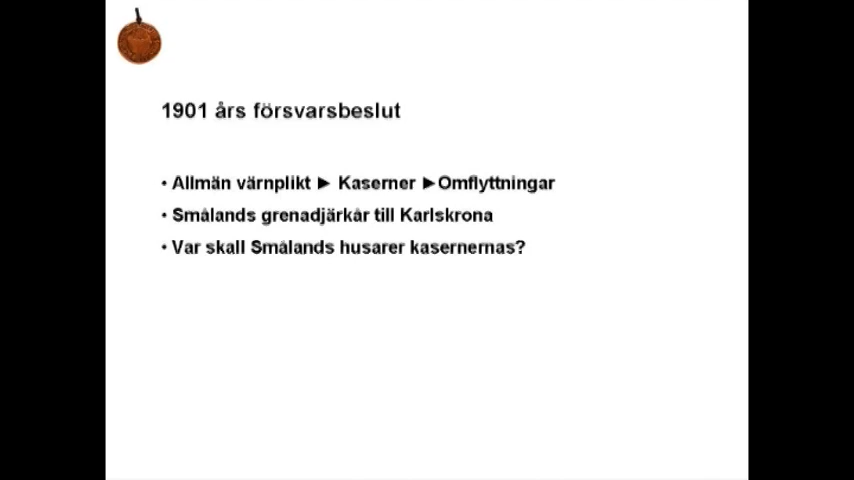 1901 års försvarsbeslut
• Allmän värnplikt ► Kaserner ►Omflyttningar
• Smålands grenadjärkår till Karlskrona
• Var skall Smålands husarer kasernernas?